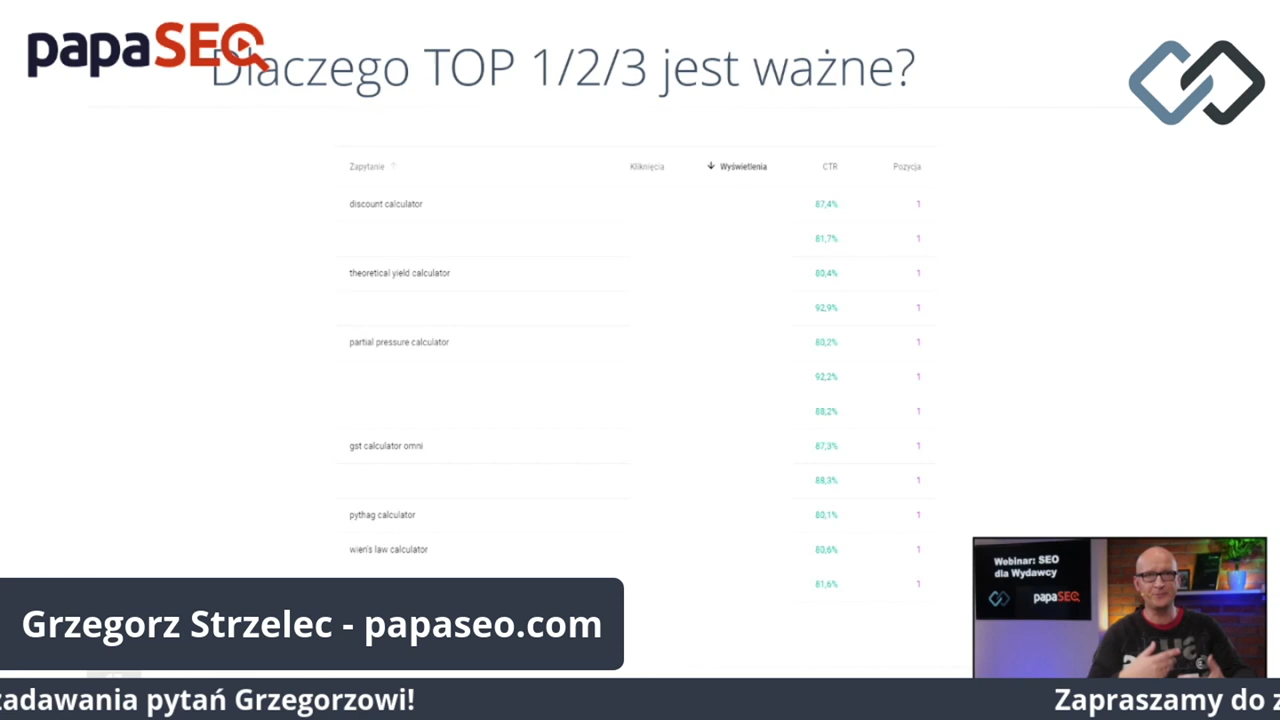 papaSEO
Dlaczego TOP 1/2/3 jest ważne?
Zapytanie ? Kliknięcia ↓ Wyświetlenia CTR Pozycja
discount calculator 87,4% 1
81,7% 1
theoretical yield calculator 80,4% 1
92,9% 1
partial pressure calculator 80,2% 1
92,2% 1
88,2% 1
gst calculator omni 87,3% 1
88,3% 1
pythag calculator 80,1% 1
wien's law calculator 80,6% 1
81,6% 1
Webinar: SEO
dla Wydawcy
papaSEO
Grzegorz Strzelec - papaseo.com
zadawania pytań Grzegorzowi! Zapraszamy do z